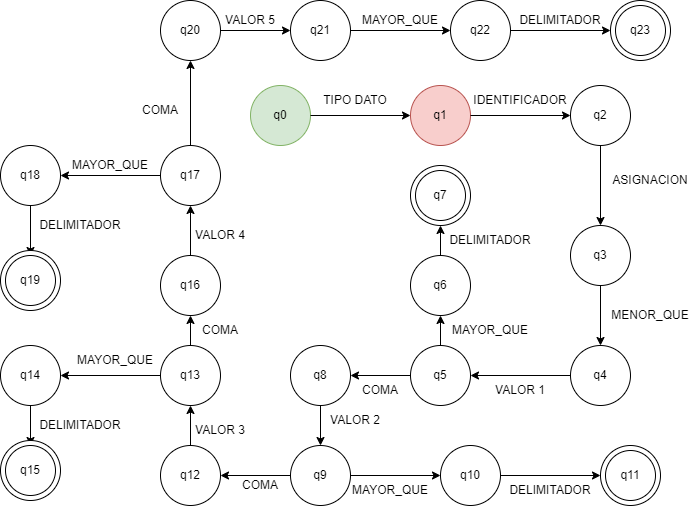 q20
VALOR 5
q21
MAYOR_QUE
q22
DELIMITADOR
q23
COMA
q0
TIPO DATO
q1
IDENTIFICADOR
q2
q18
MAYOR_QUE
q17
q7
ASIGNACION
DELIMITADOR
VALOR 4
DELIMITADOR
q3
q19
q16
q6
COMA
MAYOR_QUE
MENOR_QUE
q14
MAYOR_QUE
q13
q8
COMA
q5
VALOR 1
q4
DELIMITADOR
VALOR 3
VALOR 2
q15
q12
COMA
q9
MAYOR_QUE
q10
DELIMITADOR
q11